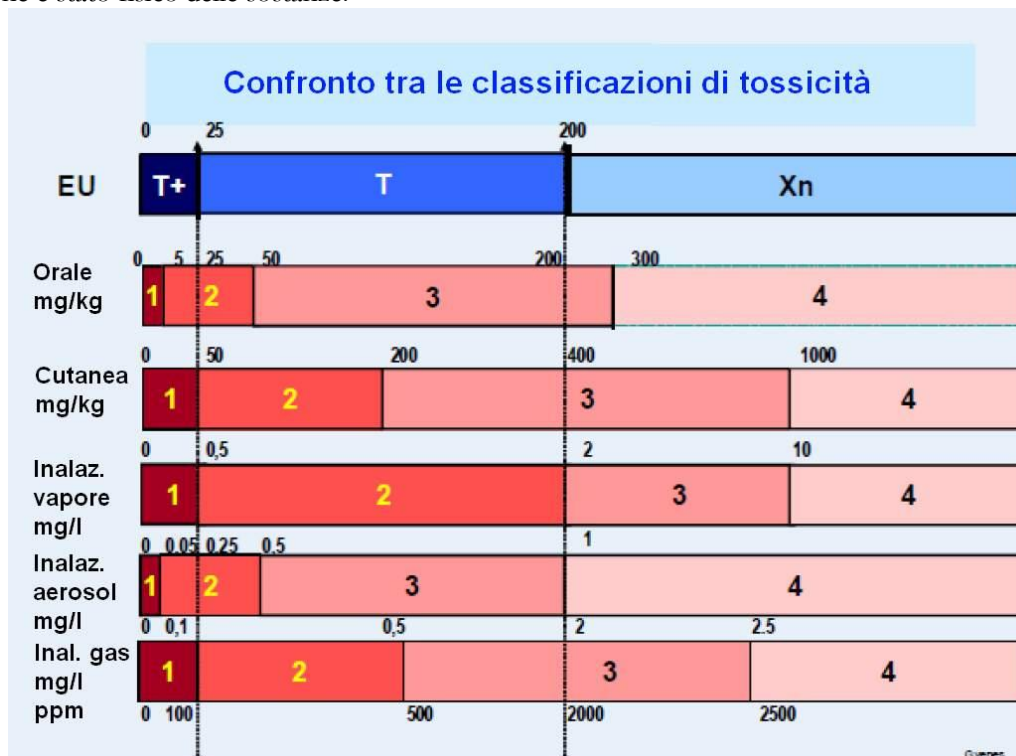 Confronto tra le classificazioni di tossicità
0 25 200
EU T+ T Xn
0 5 25 50 200 300
Orale
mg/kg
1 2 3 4
0 50 200 400 1000
Cutanea
mg/kg
1 2 3 4
0 0,5 2 10
Inalaz.
vapore
mg/l
1 2 3 4
0 0.05 0.25 0.5 1
Inalaz.
aerosol
mg/l
1 2 3 4
0 0,1 0,5 2 2.5
Inal. gas
mg/l
ppm
1 2 3 4
0 100 500 2000 2500